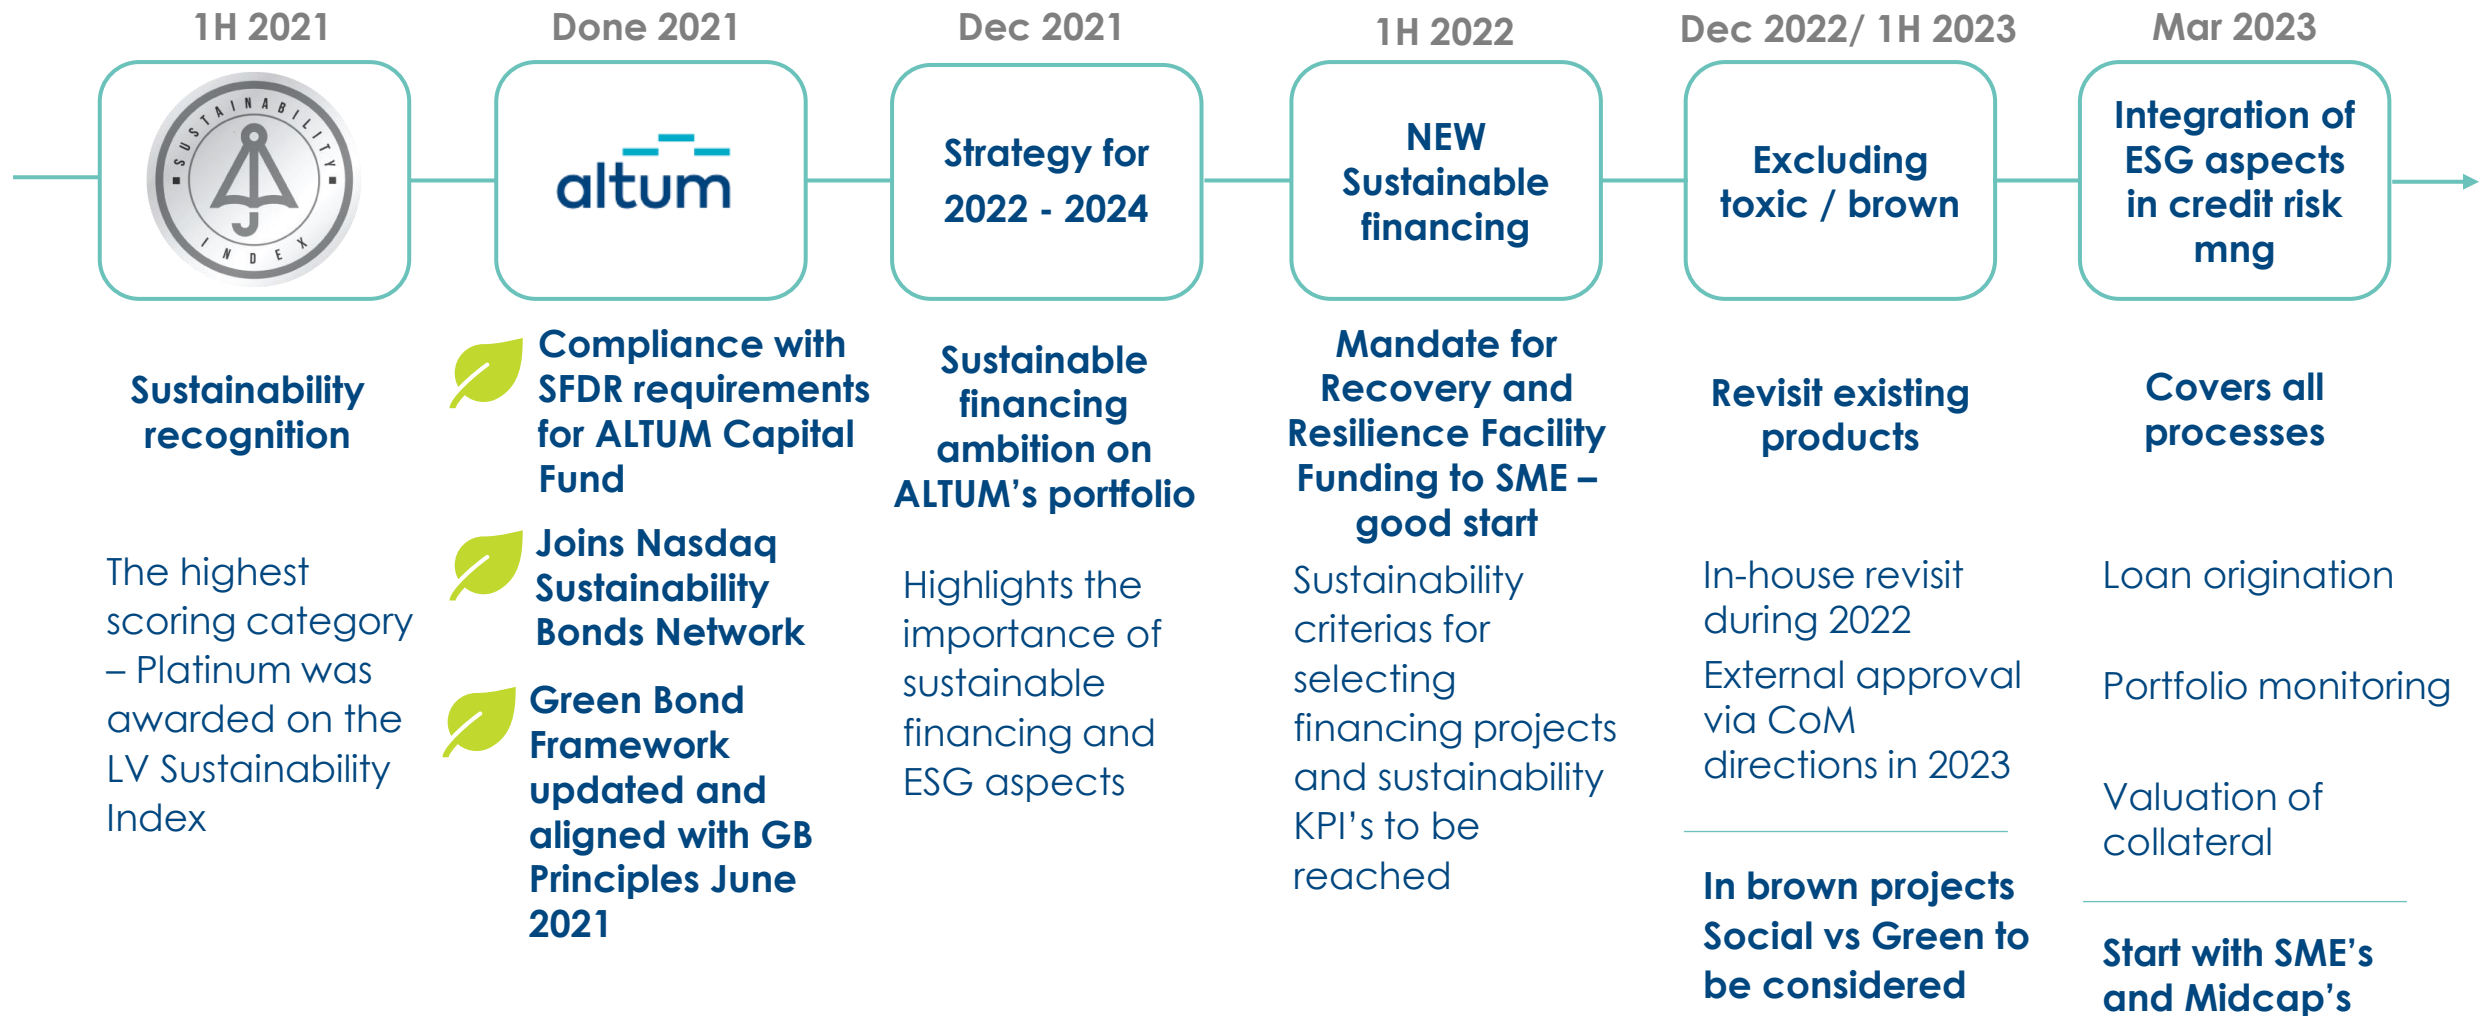 1H 2021
SUSTAINABILITY
INDEX
Sustainability
recognition
The highest
scoring category
– Platinum was
awarded on the
LV Sustainability
Index
Done 2021
altum
Compliance with
SFDR requirements
for ALTUM Capital
Fund
Joins Nasdaq
Sustainability
Bonds Network
Green Bond
Framework
updated and
aligned with GB
Principles June
2021
Dec 2021
Strategy for
2022 - 2024
Sustainable
financing
ambition on
ALTUM’s portfolio
Highlights the
importance of
sustainable
financing and
ESG aspects
1H 2022
NEW
Sustainable
financing
Mandate for
Recovery and
Resilience Facility
Funding to SME –
good start
Sustainability
criterias for
selecting
financing projects
and sustainability
KPI’s to be
reached
Dec 2022/ 1H 2023
Excluding
toxic / brown
Revisit existing
products
In-house revisit
during 2022
External approval
via CoM
directions in 2023
In brown projects
Social vs Green to
be considered
Mar 2023
Integration of
ESG aspects
in credit risk
mng
Covers all
processes
Loan origination
Portfolio monitoring
Valuation of
collateral
Start with SME’s
and Midcap’s